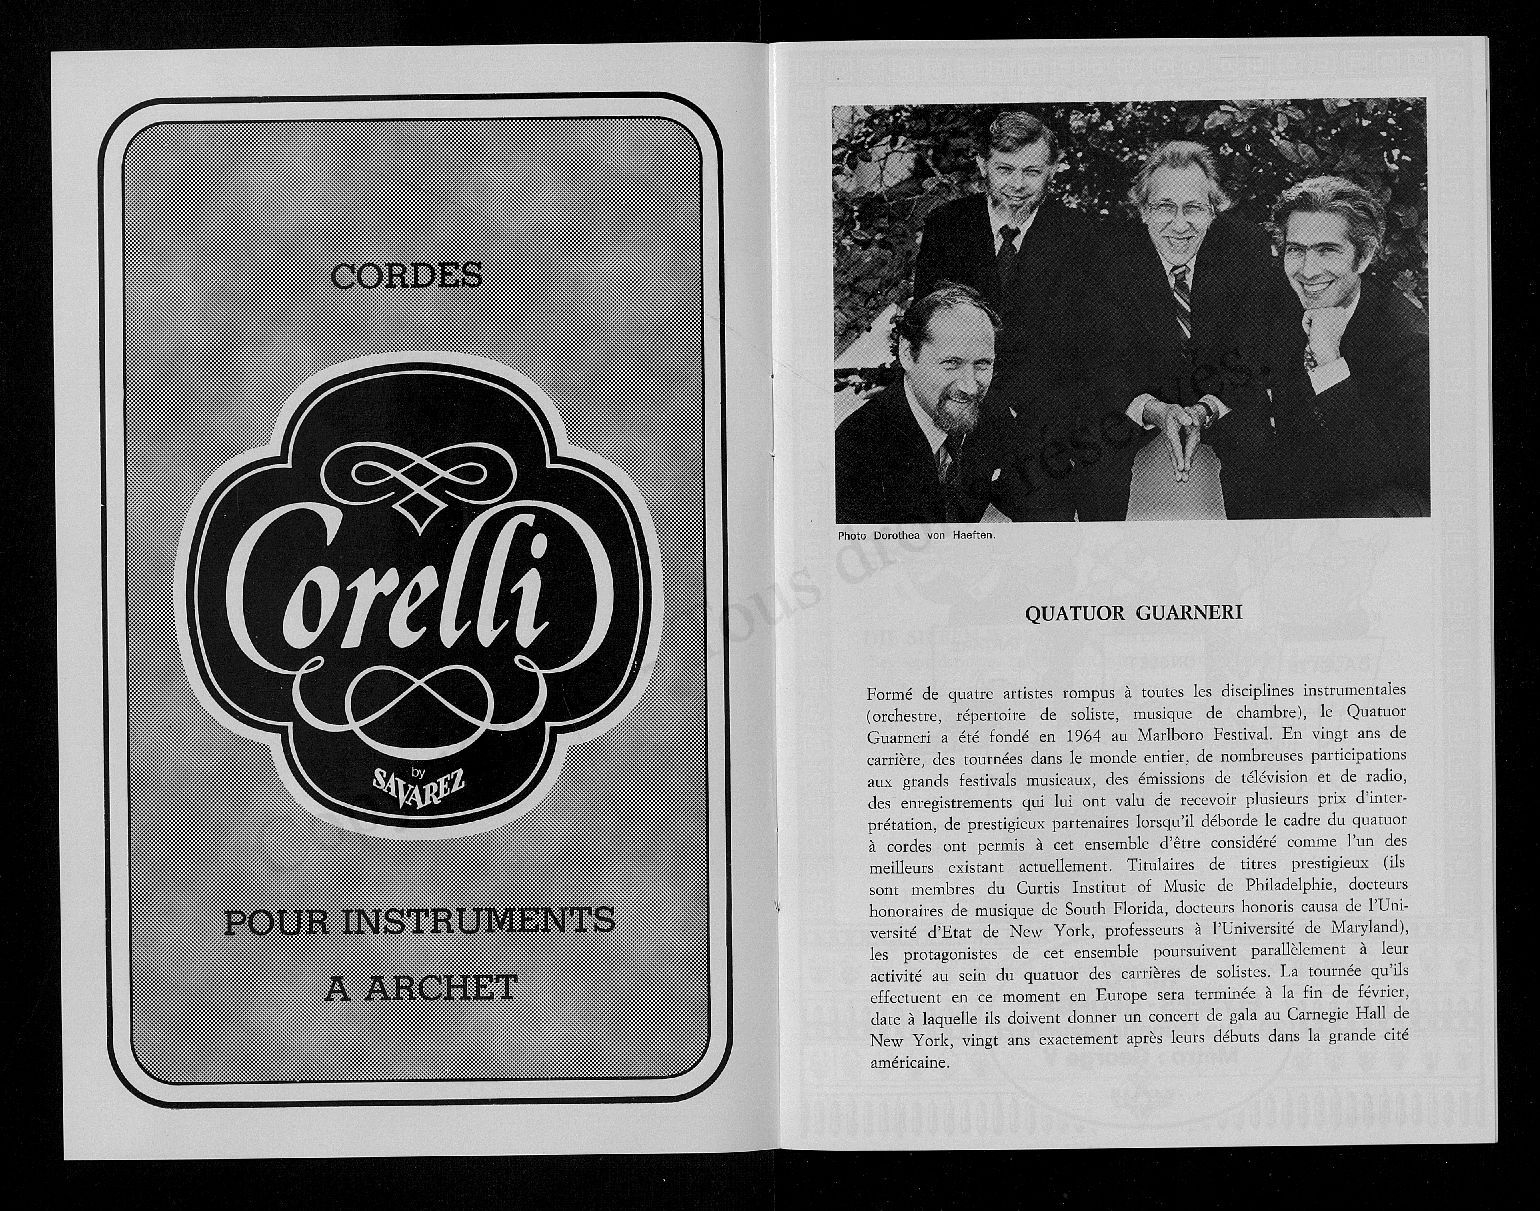 CORDES
Corelli
by
SAVAREZ
POUR INSTRUMENTS
A ARCHET
Photo Dorothea von Haeften.
QUATUOR GUARNERI
Formé de quatre artistes rompus à toutes les disciplines instrumentales
(orchestre, répertoire de soliste, musique de chambre), le Quatuor
Guarneri a été fondé en 1964 au Marlboro Festival. En vingt ans de
carrière, des tournées dans le monde entier, de nombreuses participations
aux grands festivals musicaux, des émissions de télévision et de radio,
des enregistrements qui lui ont valu de recevoir plusieurs prix d'inter-
prétation, de prestigieux partenaires lorsqu'il déborde le cadre du quatuor
à cordes ont permis à cet ensemble d'être considéré comme l'un des
meilleurs existant actuellement. Titulaires de titres prestigieux (ils
sont membres du Curtis Institut of Music de Philadelphie, docteurs
honoraires de musique de South Florida, docteurs honoris causa de l'Uni-
versité d'Etat de New York, professeurs à l'Université de Maryland),
les protagonistes de cet ensemble poursuivent parallèlement à leur
activité au sein du quatuor des carrières de solistes. La tournée qu'ils
effectuent en ce moment en Europe sera terminée à la fin de février,
date à laquelle ils doivent donner un concert de gala au Carnegie Hall de
New York, vingt ans exactement après leurs débuts dans la grande cité
américaine.
Tous droits réservés.